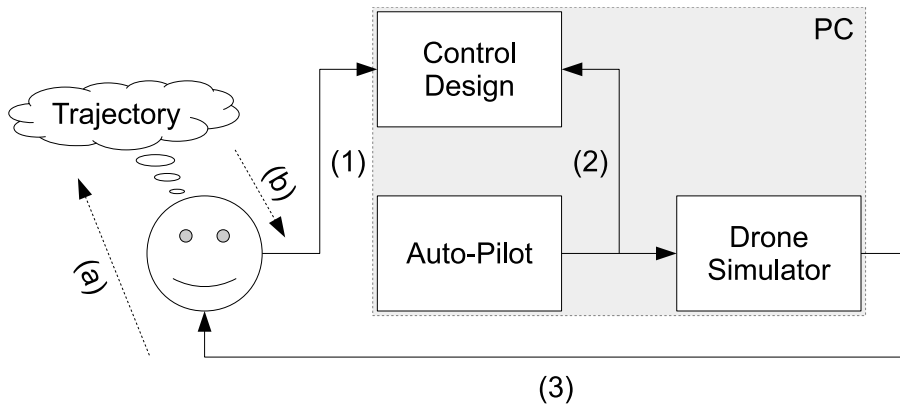 PC
Control
Design
Trajectory
(1)
(2)
(b)
(a)
Auto-Pilot
Drone
Simulator
(3)